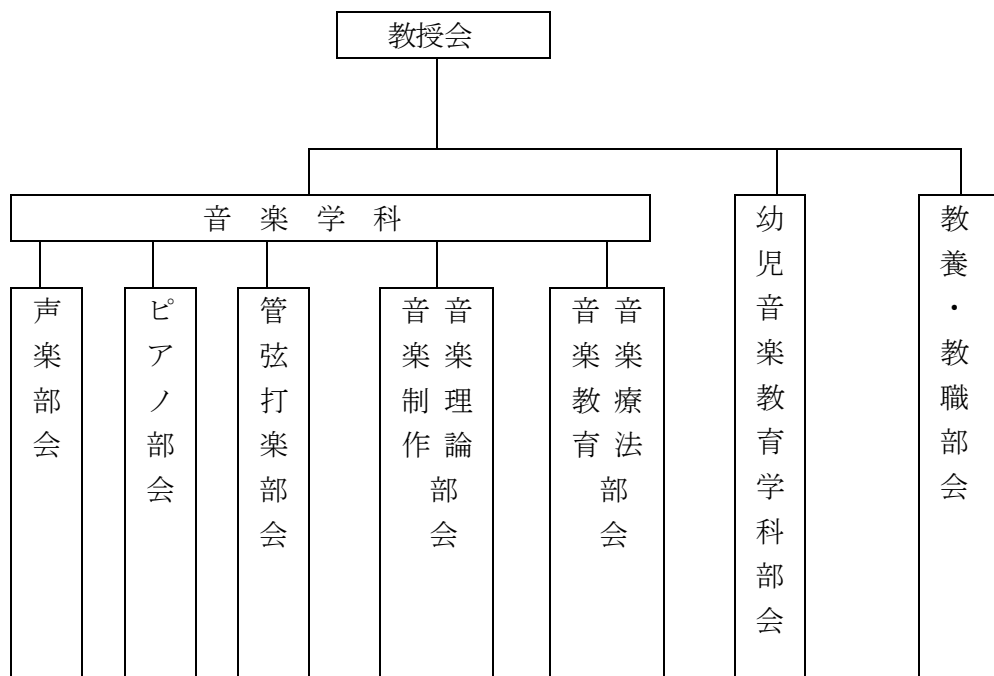 教授会
音楽学科
声楽部会
ピアノ部会
管弦打楽部会
音楽理論
音楽制作
部会
音楽療法
音楽教育
部会
幼児音楽教育学科部会
教養・教職部会